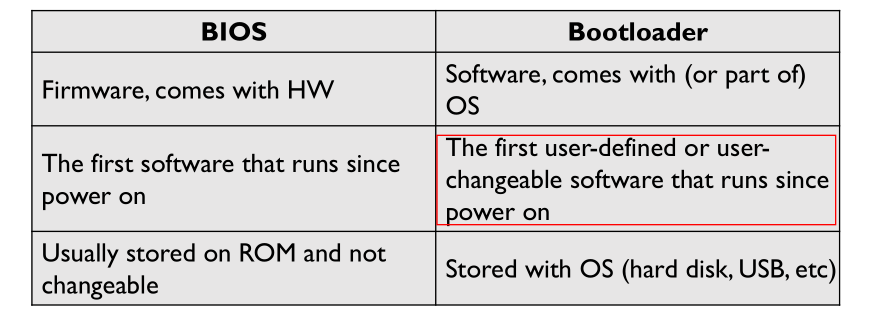 BIOS
Bootloader
Firmware, comes with HW
Software, comes with (or part of)
OS
The first software that runs since
power on
The first user-defined or user-
changeable software that runs since
power on
Usually stored on ROM and not
changeable
Stored with OS (hard disk, USB, etc)